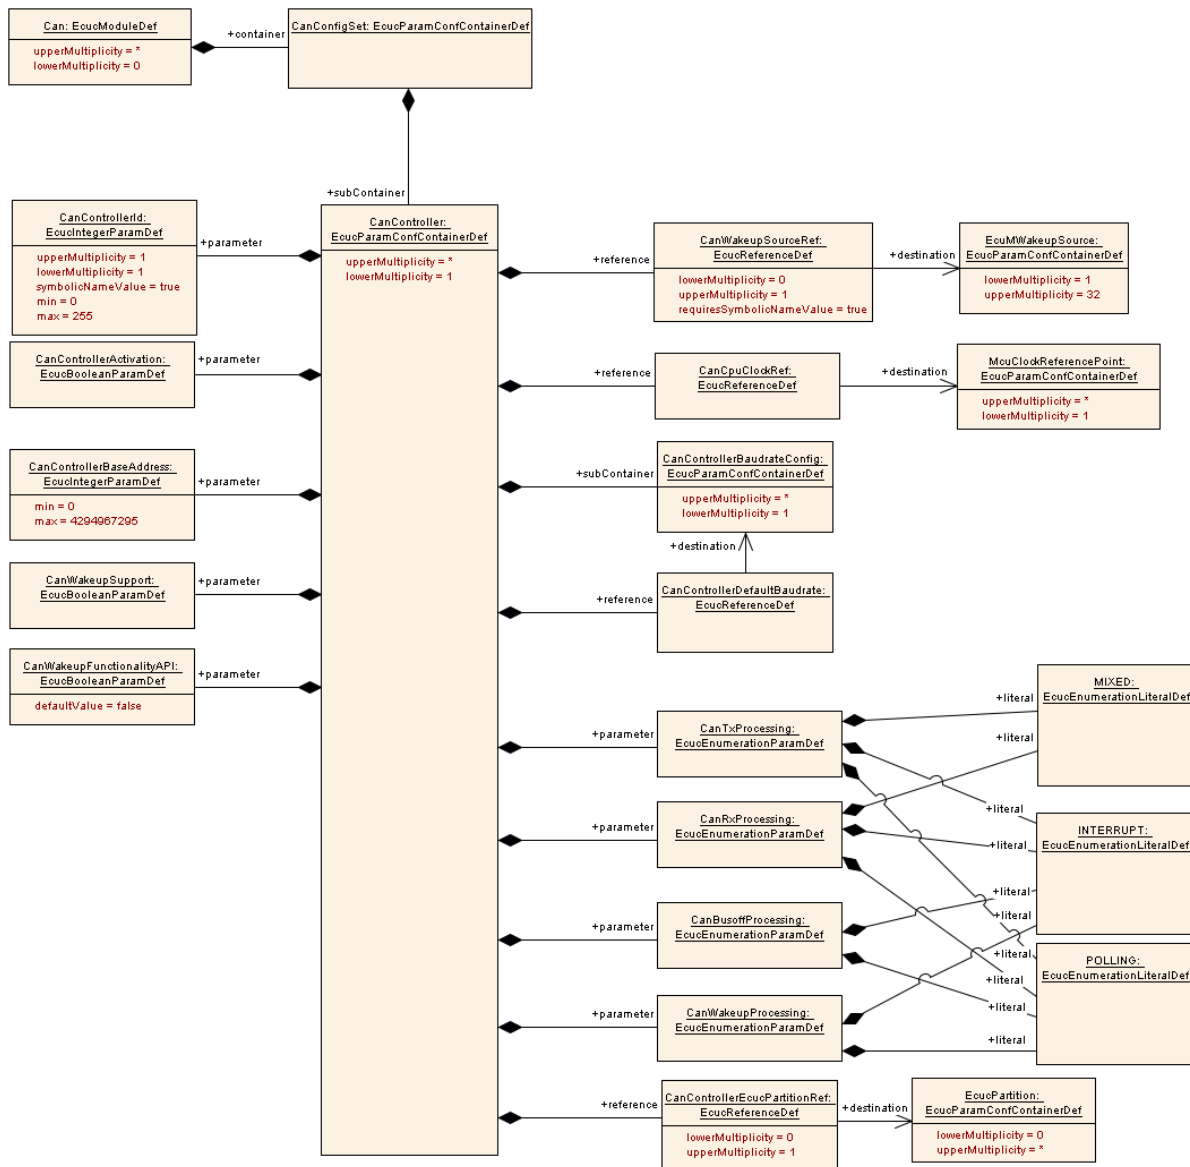 Can: EcucModuleDef
upperMultiplicity = *
lowerMultiplicity = 0
+container
CanConfigSet: EcucParamConfContainerDef
+subContainer
CanController:
EcucParamConfContainerDef
upperMultiplicity = *
lowerMultiplicity = 1
CanControllerId:
EcucIntegerParamDef
upperMultiplicity = 1
lowerMultiplicity = 1
symbolicNameValue = true
min = 0
max = 255
+parameter
CanControllerActivation:
EcucBooleanParamDef
+parameter
CanControllerBaseAddress:
EcucIntegerParamDef
min = 0
max = 4294967295
+parameter
CanWakeupSupport:
EcucBooleanParamDef
+parameter
CanWakeupFunctionalityAPI:
EcucBooleanParamDef
defaultValue = false
+parameter
+reference
CanWakeupSourceRef:
EcucReferenceDef
lowerMultiplicity = 0
upperMultiplicity = 1
requiresSymbolicNameValue = true
+destination
EcuMWakeupSource:
EcucParamConfContainerDef
lowerMultiplicity = 1
upperMultiplicity = 32
+reference
CanCpuClockRef:
EcucReferenceDef
+destination
McuClockReferencePoint:
EcucParamConfContainerDef
upperMultiplicity = *
lowerMultiplicity = 1
+subContainer
CanControllerBaudrateConfig:
EcucParamConfContainerDef
upperMultiplicity = *
lowerMultiplicity = 1
+destination
+reference
CanControllerDefaultBaudrate:
EcucReferenceDef
+parameter
CanTxProcessing:
EcucEnumerationParamDef
+parameter
CanRxProcessing:
EcucEnumerationParamDef
+parameter
CanBusoffProcessing:
EcucEnumerationParamDef
+parameter
CanWakeupProcessing:
EcucEnumerationParamDef
+literal
+literal
+literal
+literal
+literal
+literal
+literal
+literal
+literal
+literal
MIXED:
EcucEnumerationLiteralDef
INTERRUPT:
EcucEnumerationLiteralDef
POLLING:
EcucEnumerationLiteralDef
+reference
CanControllerEcucPartitionRef:
EcucReferenceDef
lowerMultiplicity = 0
upperMultiplicity = 1
+destination
EcucPartition:
EcucParamConfContainerDef
lowerMultiplicity = 0
upperMultiplicity = *